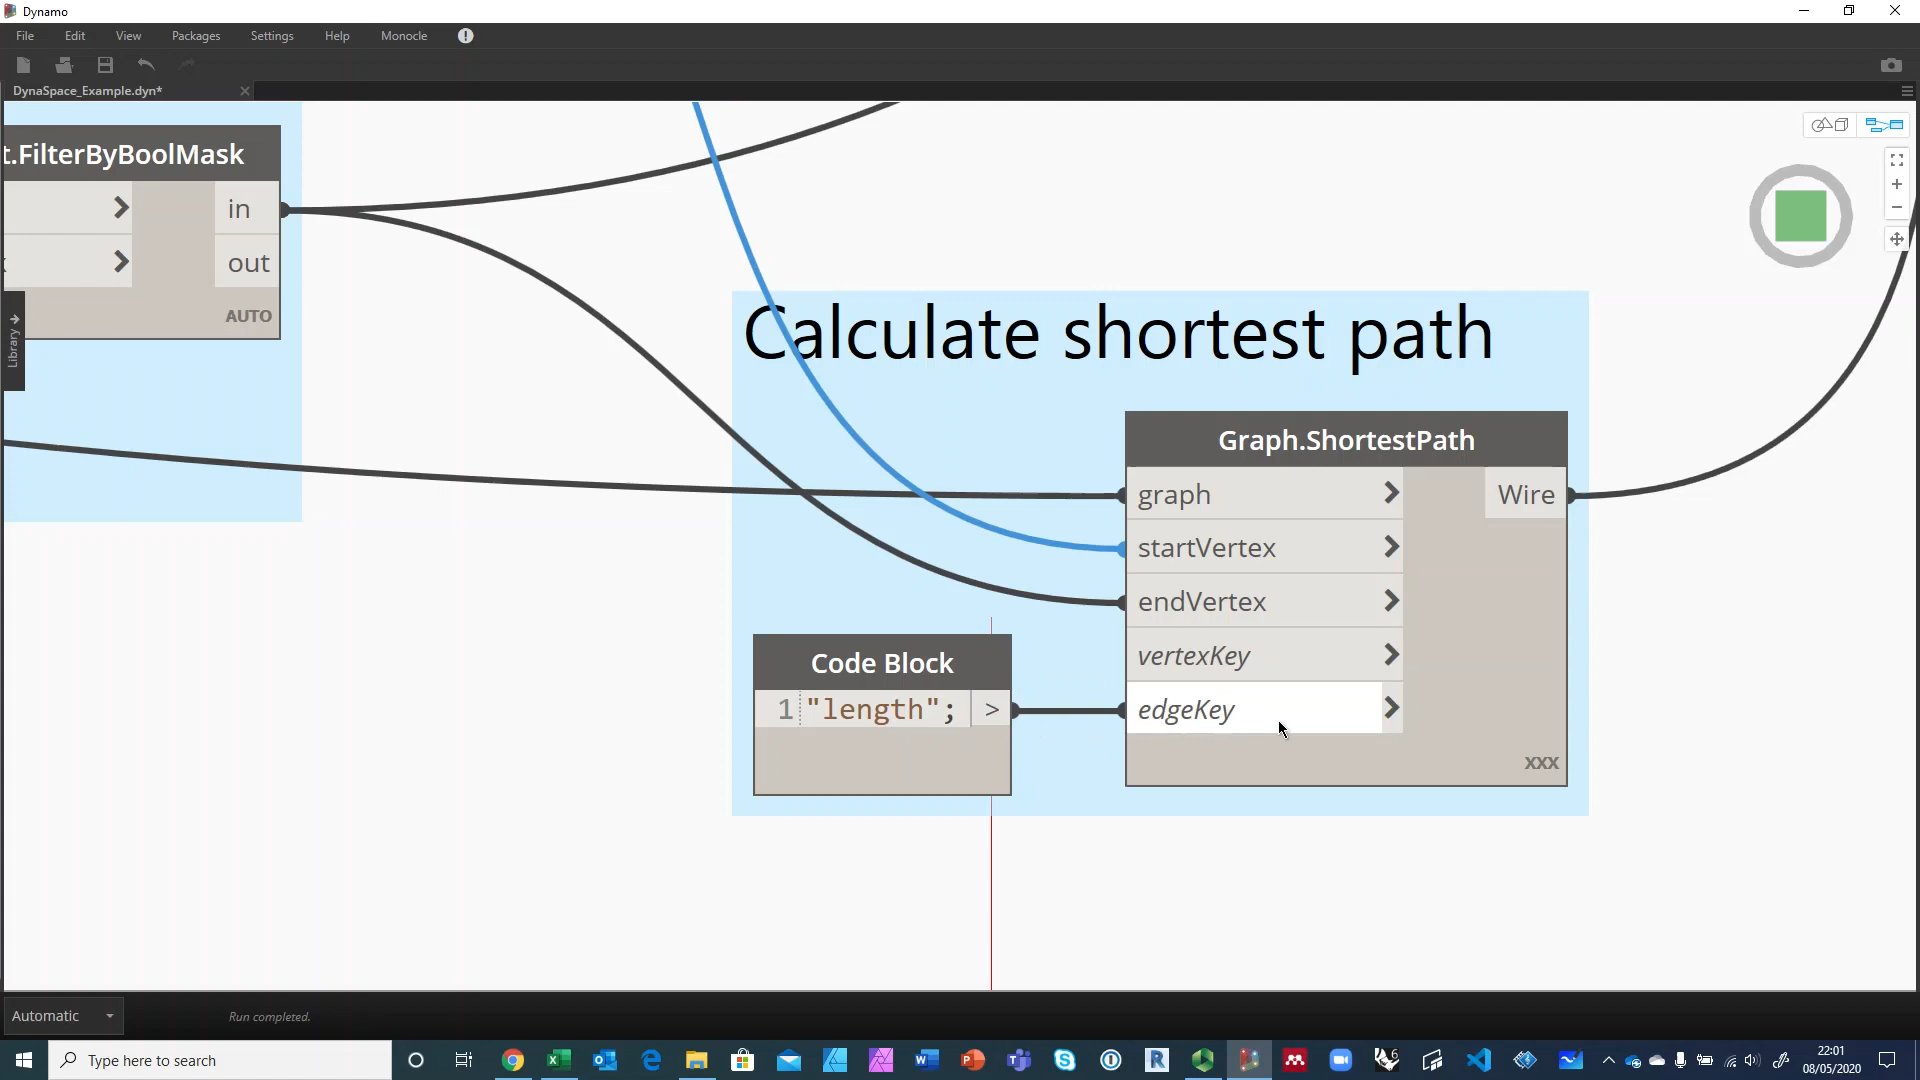 Dynamo
File Edit View Packages Settings Help Monocle
DynaSpace_Example.dyn*
t.FilterByBoolMask
in
out
AUTO
Library
Calculate shortest path
Graph.ShortestPath
graph
Wire
startVertex
endVertex
vertexKey
edgeKey
XXX
Code Block
1 "length"; >
Automatic
Run completed.
Type here to search
22:01
08/05/2020